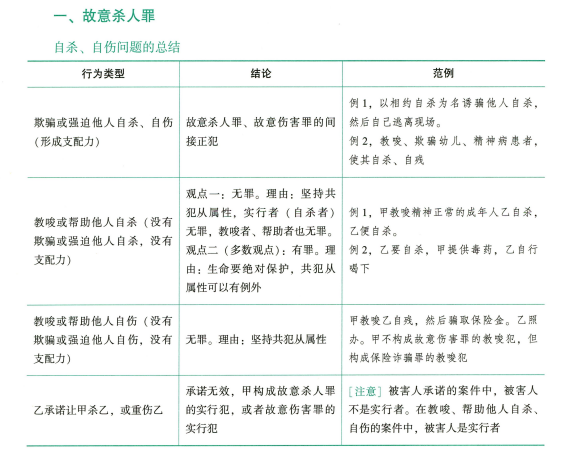 一、故意杀人罪
自杀、自伤问题的总结
行为类型
结论
范例
欺骗或强迫他人自杀、自伤
(形成支配力)
故意杀人罪、故意伤害罪的间
接正犯
例1，以相约自杀为名诱骗他人自杀，
然后自己逃离现场。
例2，教唆、欺骗幼儿、精神病患者，
使其自杀、自残
教唆或帮助他人自杀（没有
欺骗或强迫他人自杀，没有
支配力）
观点一：无罪。理由：坚持共
犯从属性，实行者（自杀者）
无罪，教唆者、帮助者也无罪。
观点二（多数观点）：有罪。理
由：生命要绝对保护，共犯从
属性可以有例外
例1，甲教唆精神正常的成年人乙自杀，
乙便自杀。
例2，乙要自杀，甲提供毒药，乙自行
喝下
教唆或帮助他人自伤（没有
欺骗或强迫他人自伤，没有
支配力）
无罪。理由：坚持共犯从属性
甲教唆乙自残，然后骗取保险金。乙照
办。甲不构成故意伤害罪的教唆犯，但
构成保险诈骗罪的教唆犯
乙承诺让甲杀乙，或重伤乙
承诺无效，甲构成故意杀人罪
的实行犯，或者故意伤害罪的
实行犯
[注意] 被害人承诺的案件中，被害人
不是实行者。在教唆、帮助他人自杀、
自伤的案件中，被害人是实行者